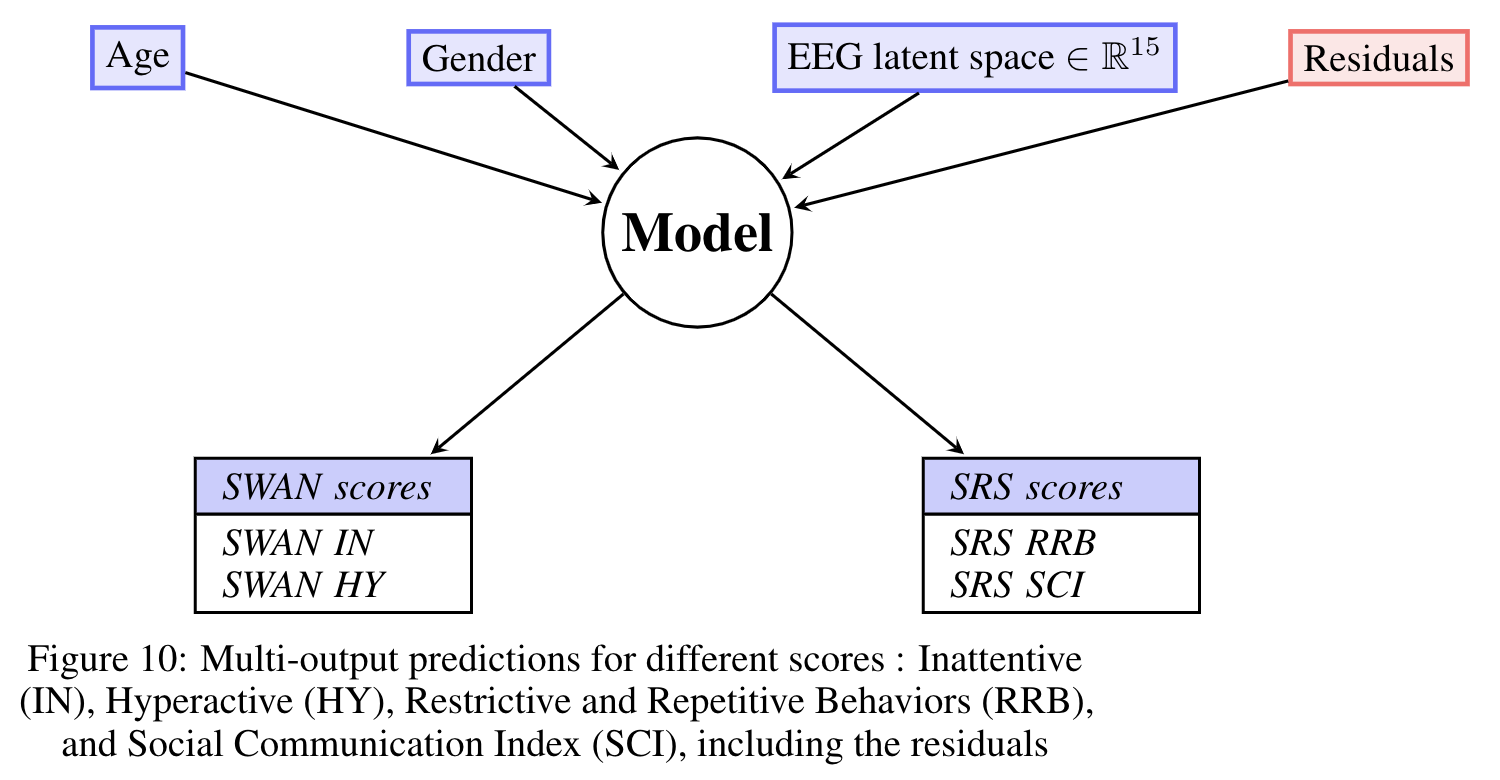 Age
Gender
EEG latent space ∈ ℝ¹⁵
Residuals
Model
SWAN scores
SWAN IN
SWAN HY
SRS scores
SRS RRB
SRS SCI
Figure 10: Multi-output predictions for different scores : Inattentive
(IN), Hyperactive (HY), Restrictive and Repetitive Behaviors (RRB),
and Social Communication Index (SCI), including the residuals